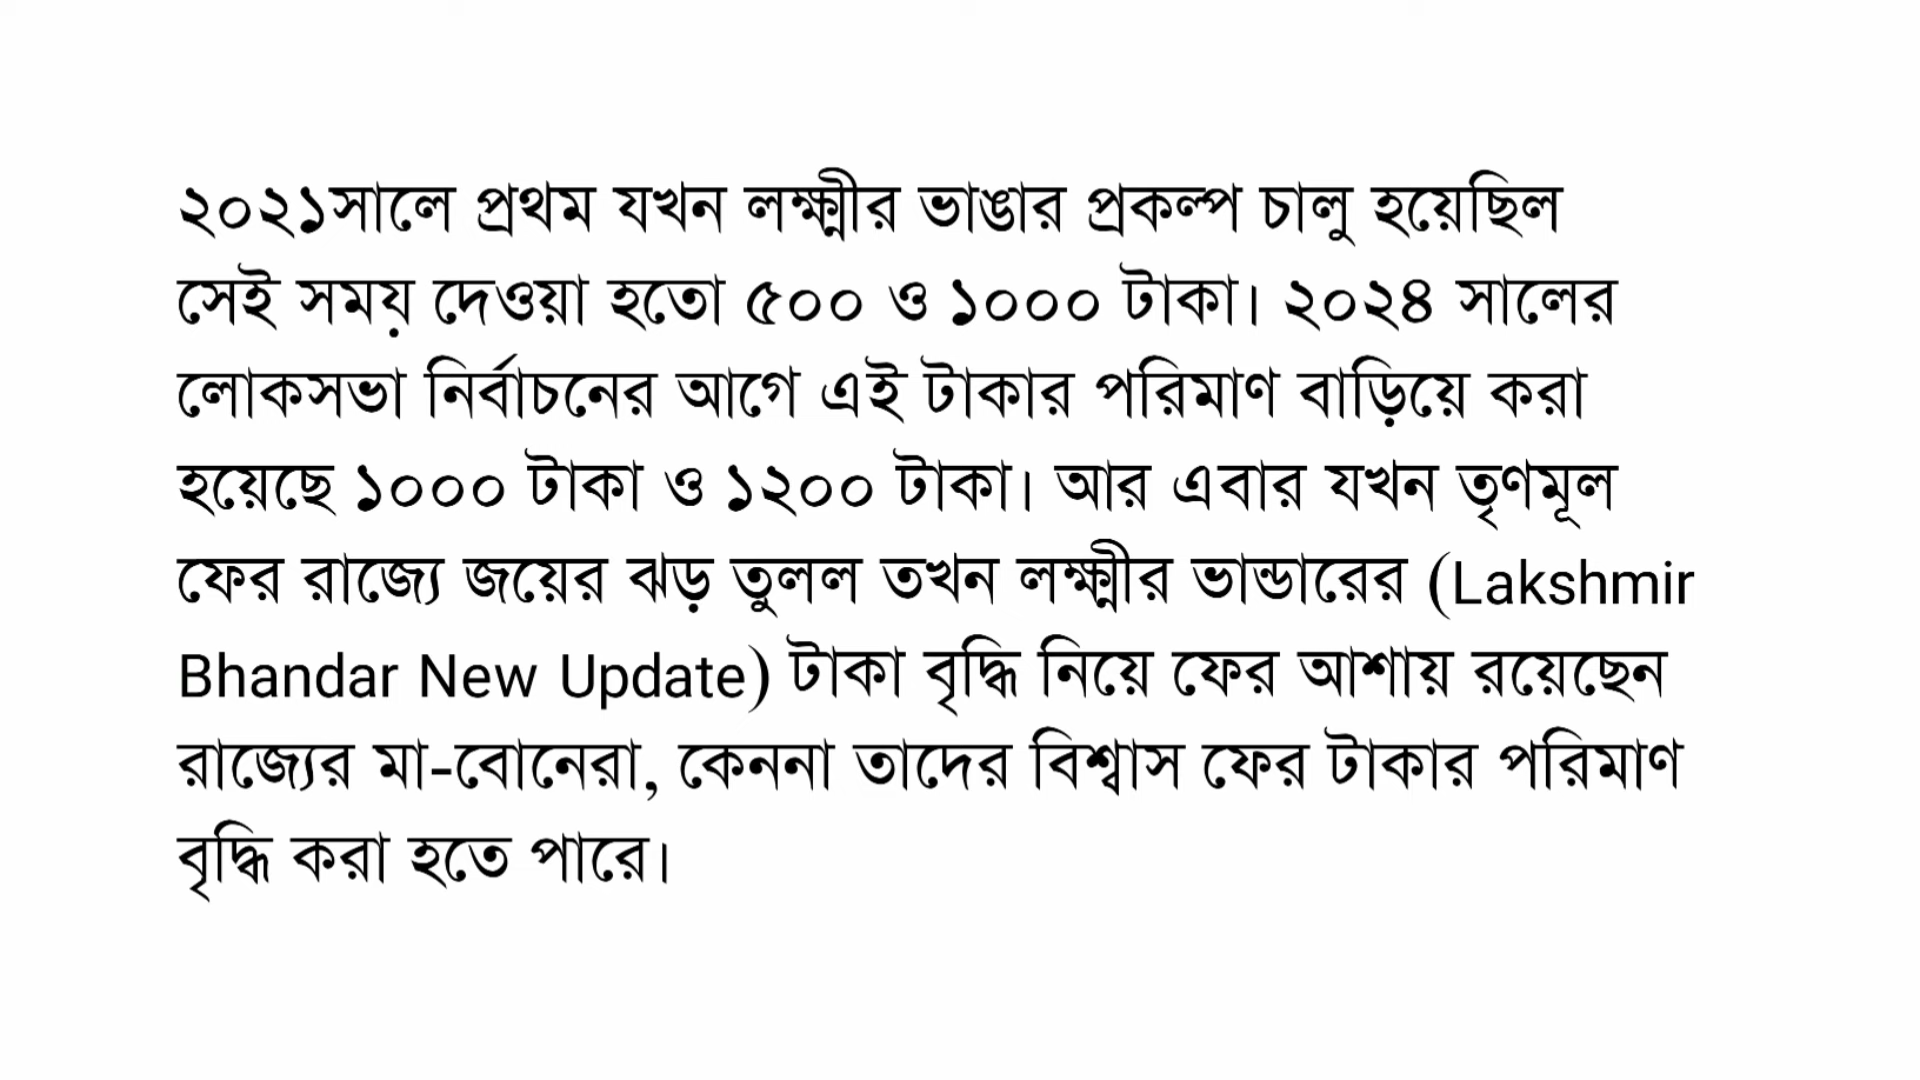 ২০২১সালে প্রথম যখন লক্ষ্মীর ভাঙার প্রকল্প চালু হয়েছিল
সেই সময় দেওয়া হতো ৫০০ ও ১০০০ টাকা। ২০২৪ সালের
লোকসভা নির্বাচনের আগে এই টাকার পরিমাণ বাড়িয়ে করা
হয়েছে ১০০০ টাকা ও ১২০০ টাকা। আর এবার যখন তৃণমূল
ফের রাজ্যে জয়ের ঝড় তুলল তখন লক্ষ্মীর ভান্ডারের (Lakshmir
Bhandar New Update) টাকা বৃদ্ধি নিয়ে ফের আশায় রয়েছেন
রাজ্যের মা-বোনেরা, কেননা তাদের বিশ্বাস ফের টাকার পরিমাণ
বৃদ্ধি করা হতে পারে।